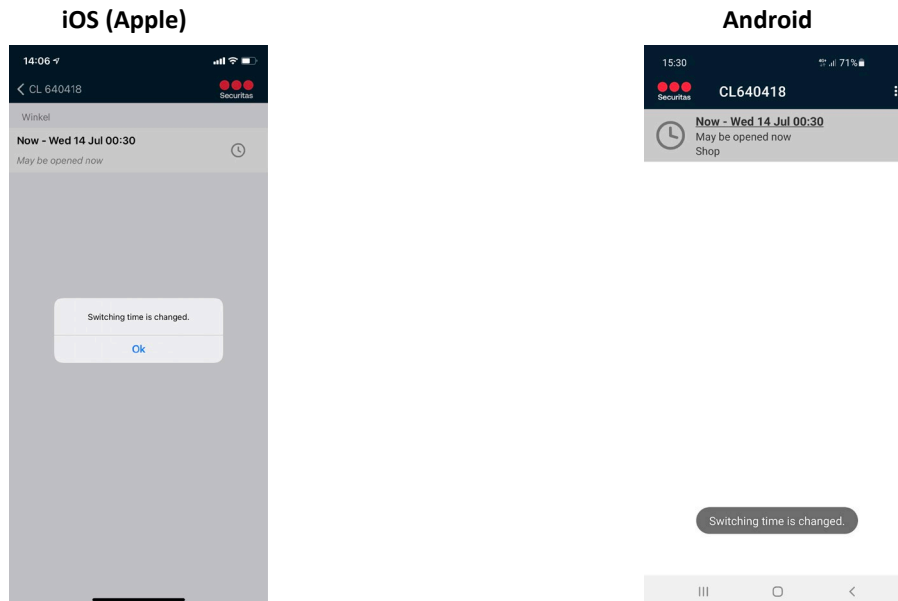 iOS (Apple)
14:06
CL 640418
Securitas
Winkel
Now - Wed 14 Jul 00:30
May be opened now
Switching time is changed.
Ok
Android
15:30
71%
Securitas
CL640418
Now - Wed 14 Jul 00:30
May be opened now
Shop
Switching time is changed.